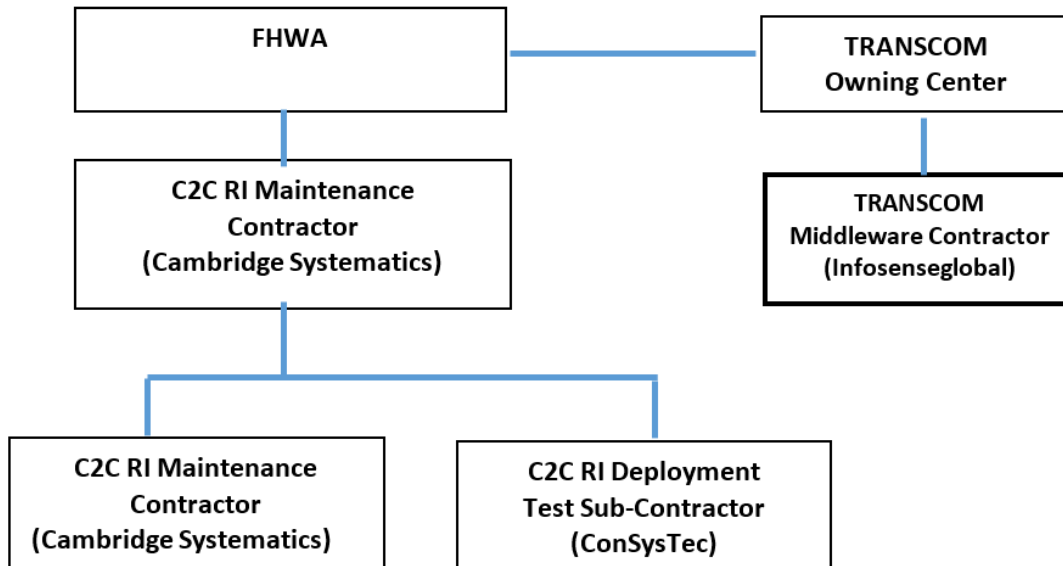 FHWA
TRANSCOM
Owning Center
C2C RI Maintenance
Contractor
(Cambridge Systematics)
TRANSCOM
Middleware Contractor
(Infosenseglobal)
C2C RI Maintenance
Contractor
(Cambridge Systematics)
C2C RI Deployment
Test Sub-Contractor
(ConSysTec)